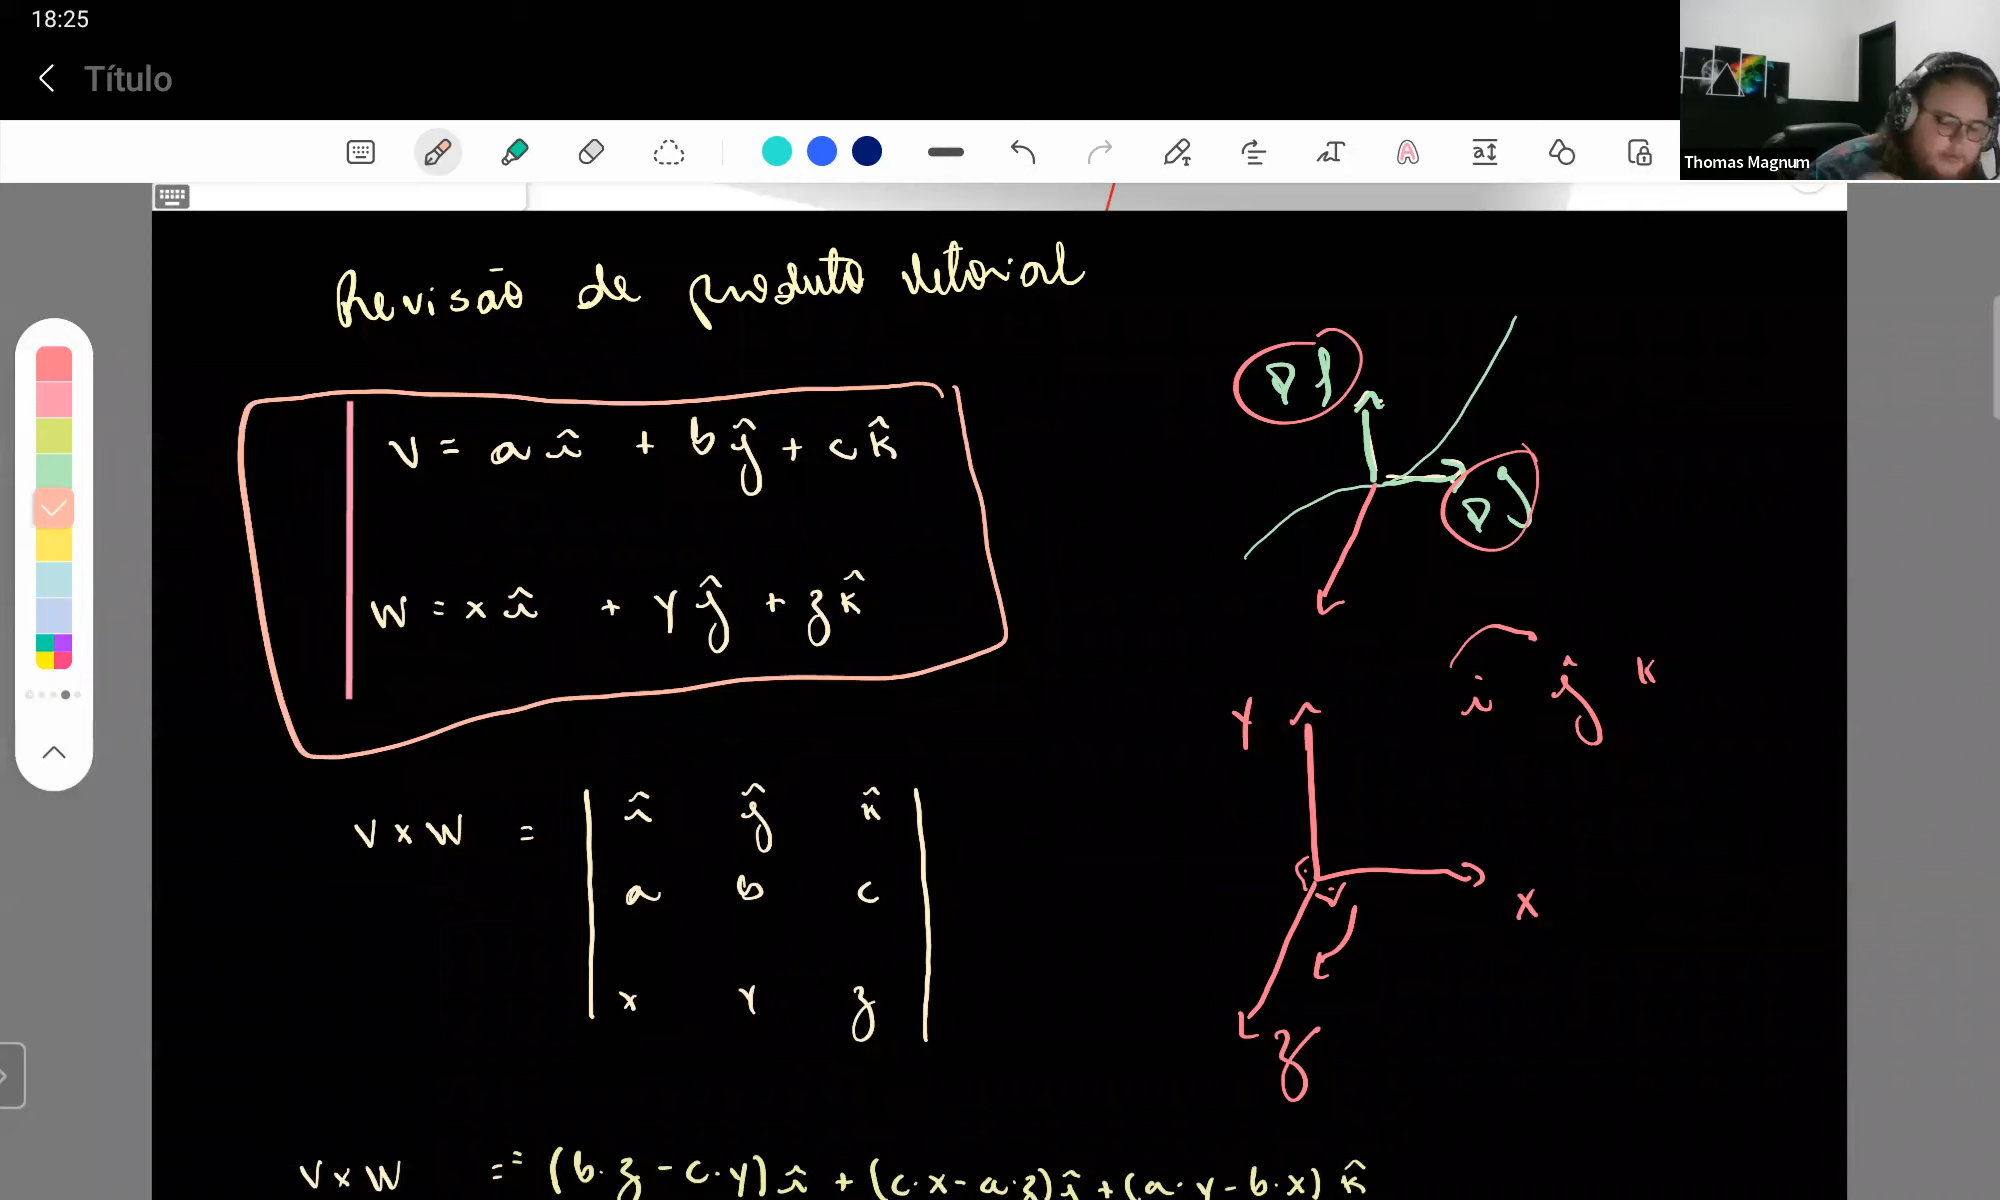 18:25
Título
Thomas Magnum
Revisão de produto vetorial
V = a î + b ĵ + c k̂
W = x î + Y ĵ + z k̂
∇f
∇g
i ĵ k
Y
X
z
V × W = | î ĵ k̂ |
a b c
x Y z
V × W == (b·z - c·y) î + (c·x - a·z) ĵ + (a·y - b·x) k̂